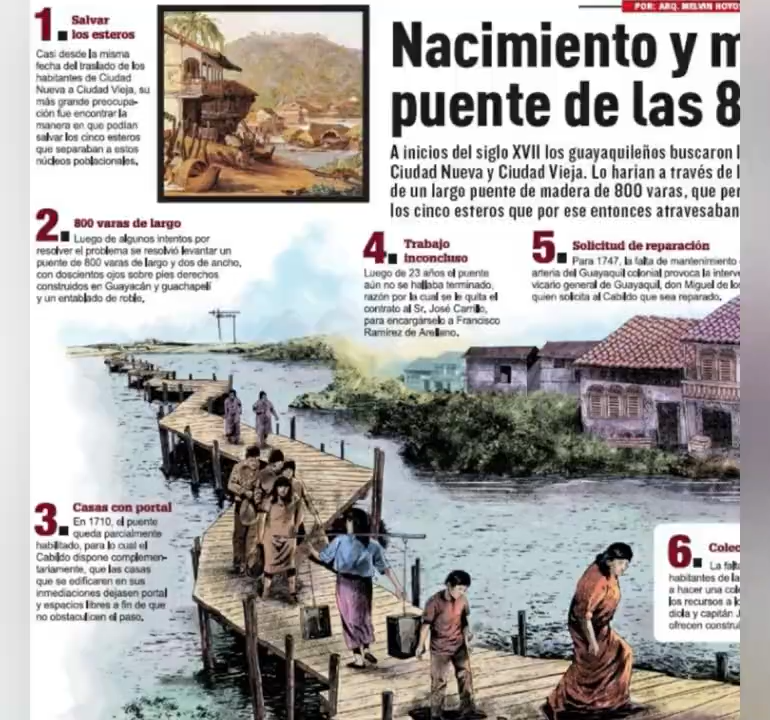 POR: ARQ. MELVIN HOYOS
Nacimiento y m
puente de las 8
A inicios del siglo XVII los guayaquileños buscaron l
Ciudad Nueva y Ciudad Vieja. Lo harían a través de l
de un largo puente de madera de 800 varas, que per
los cinco esteros que por ese entonces atravesaban
1. Salvar
los esteros
Casi desde la misma
fecha del traslado de los
habitantes de Ciudad
Nueva a Ciudad Vieja, su
más grande preocupa-
ción fue encontrar la
manera en que podían
salvar los cinco esteros
que separaban a estos
núcleos poblacionales.
2. 800 varas de largo
Luego de algunos intentos por
resolver el problema se resolvió levantar un
puente de 800 varas de largo y dos de ancho,
con doscientos ojos sobre pies derechos
construidos en Guayacán y guachapelí
y un entablado de roble.
3. Casas con portal
En 1710, el puente
queda parcialmente
habilitado, para lo cual el
Cabildo dispone complemen-
tariamente, que las casas
que se edificaren en sus
inmediaciones dejasen portal
y espacios libres a fin de que
no obstaculicen el paso.
4. Trabajo
inconcluso
Luego de 23 años el puente
aún no se hallaba terminado,
razón por la cual se le quita el
contrato al Sr. José Carrillo,
para encargárselo a Francisco
Ramírez de Arellano.
5. Solicitud de reparación
Para 1747, la falta de mantenimiento
arteria del Guayaquil colonial provoca la interv
vicario general de Guayaquil, don Miguel de lo
quien solicita al Cabildo que sea reparado.
6. Colec
La falt
habitantes de la
a hacer una col
los recursos a l
diola y capitán J
ofrecen constru